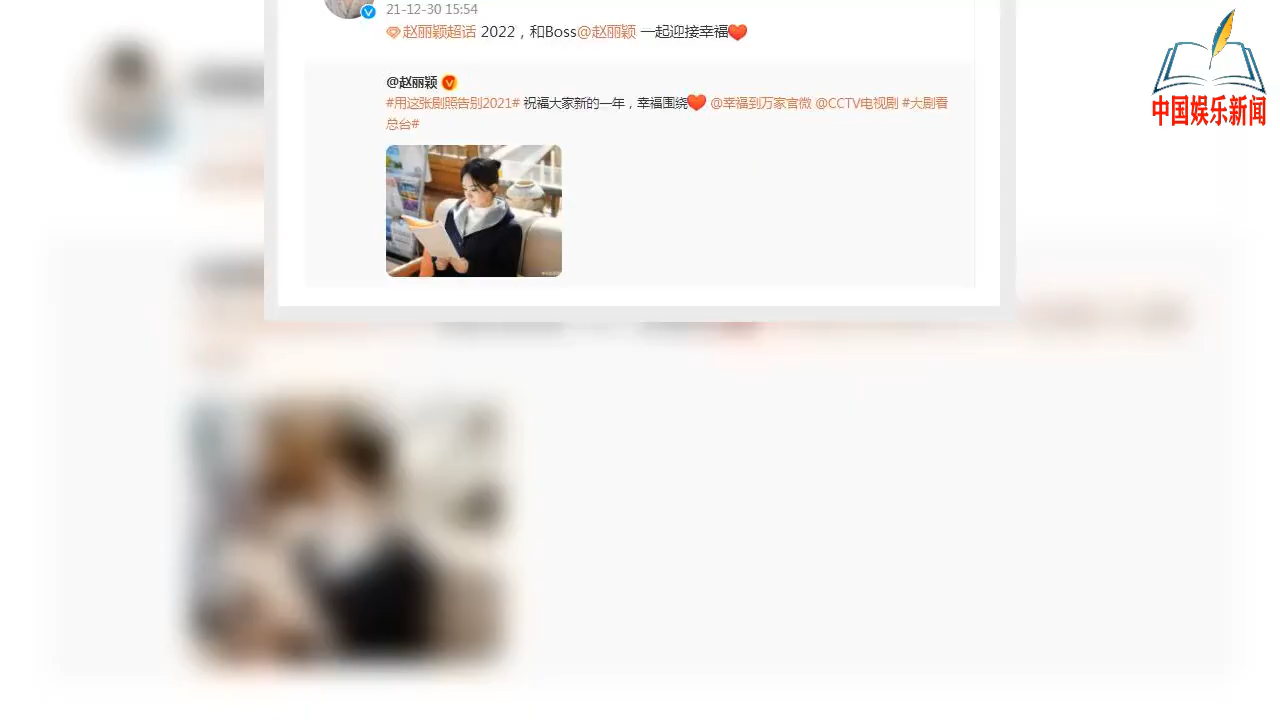 21-12-30 15:54
赵丽颖超话 2022，和Boss@赵丽颖 一起迎接幸福
@赵丽颖
#用这张剧照告别2021# 祝福大家新的一年，幸福围绕 @幸福到万家官微 @CCTV电视剧 #大剧看
总台#
中国娱乐新闻